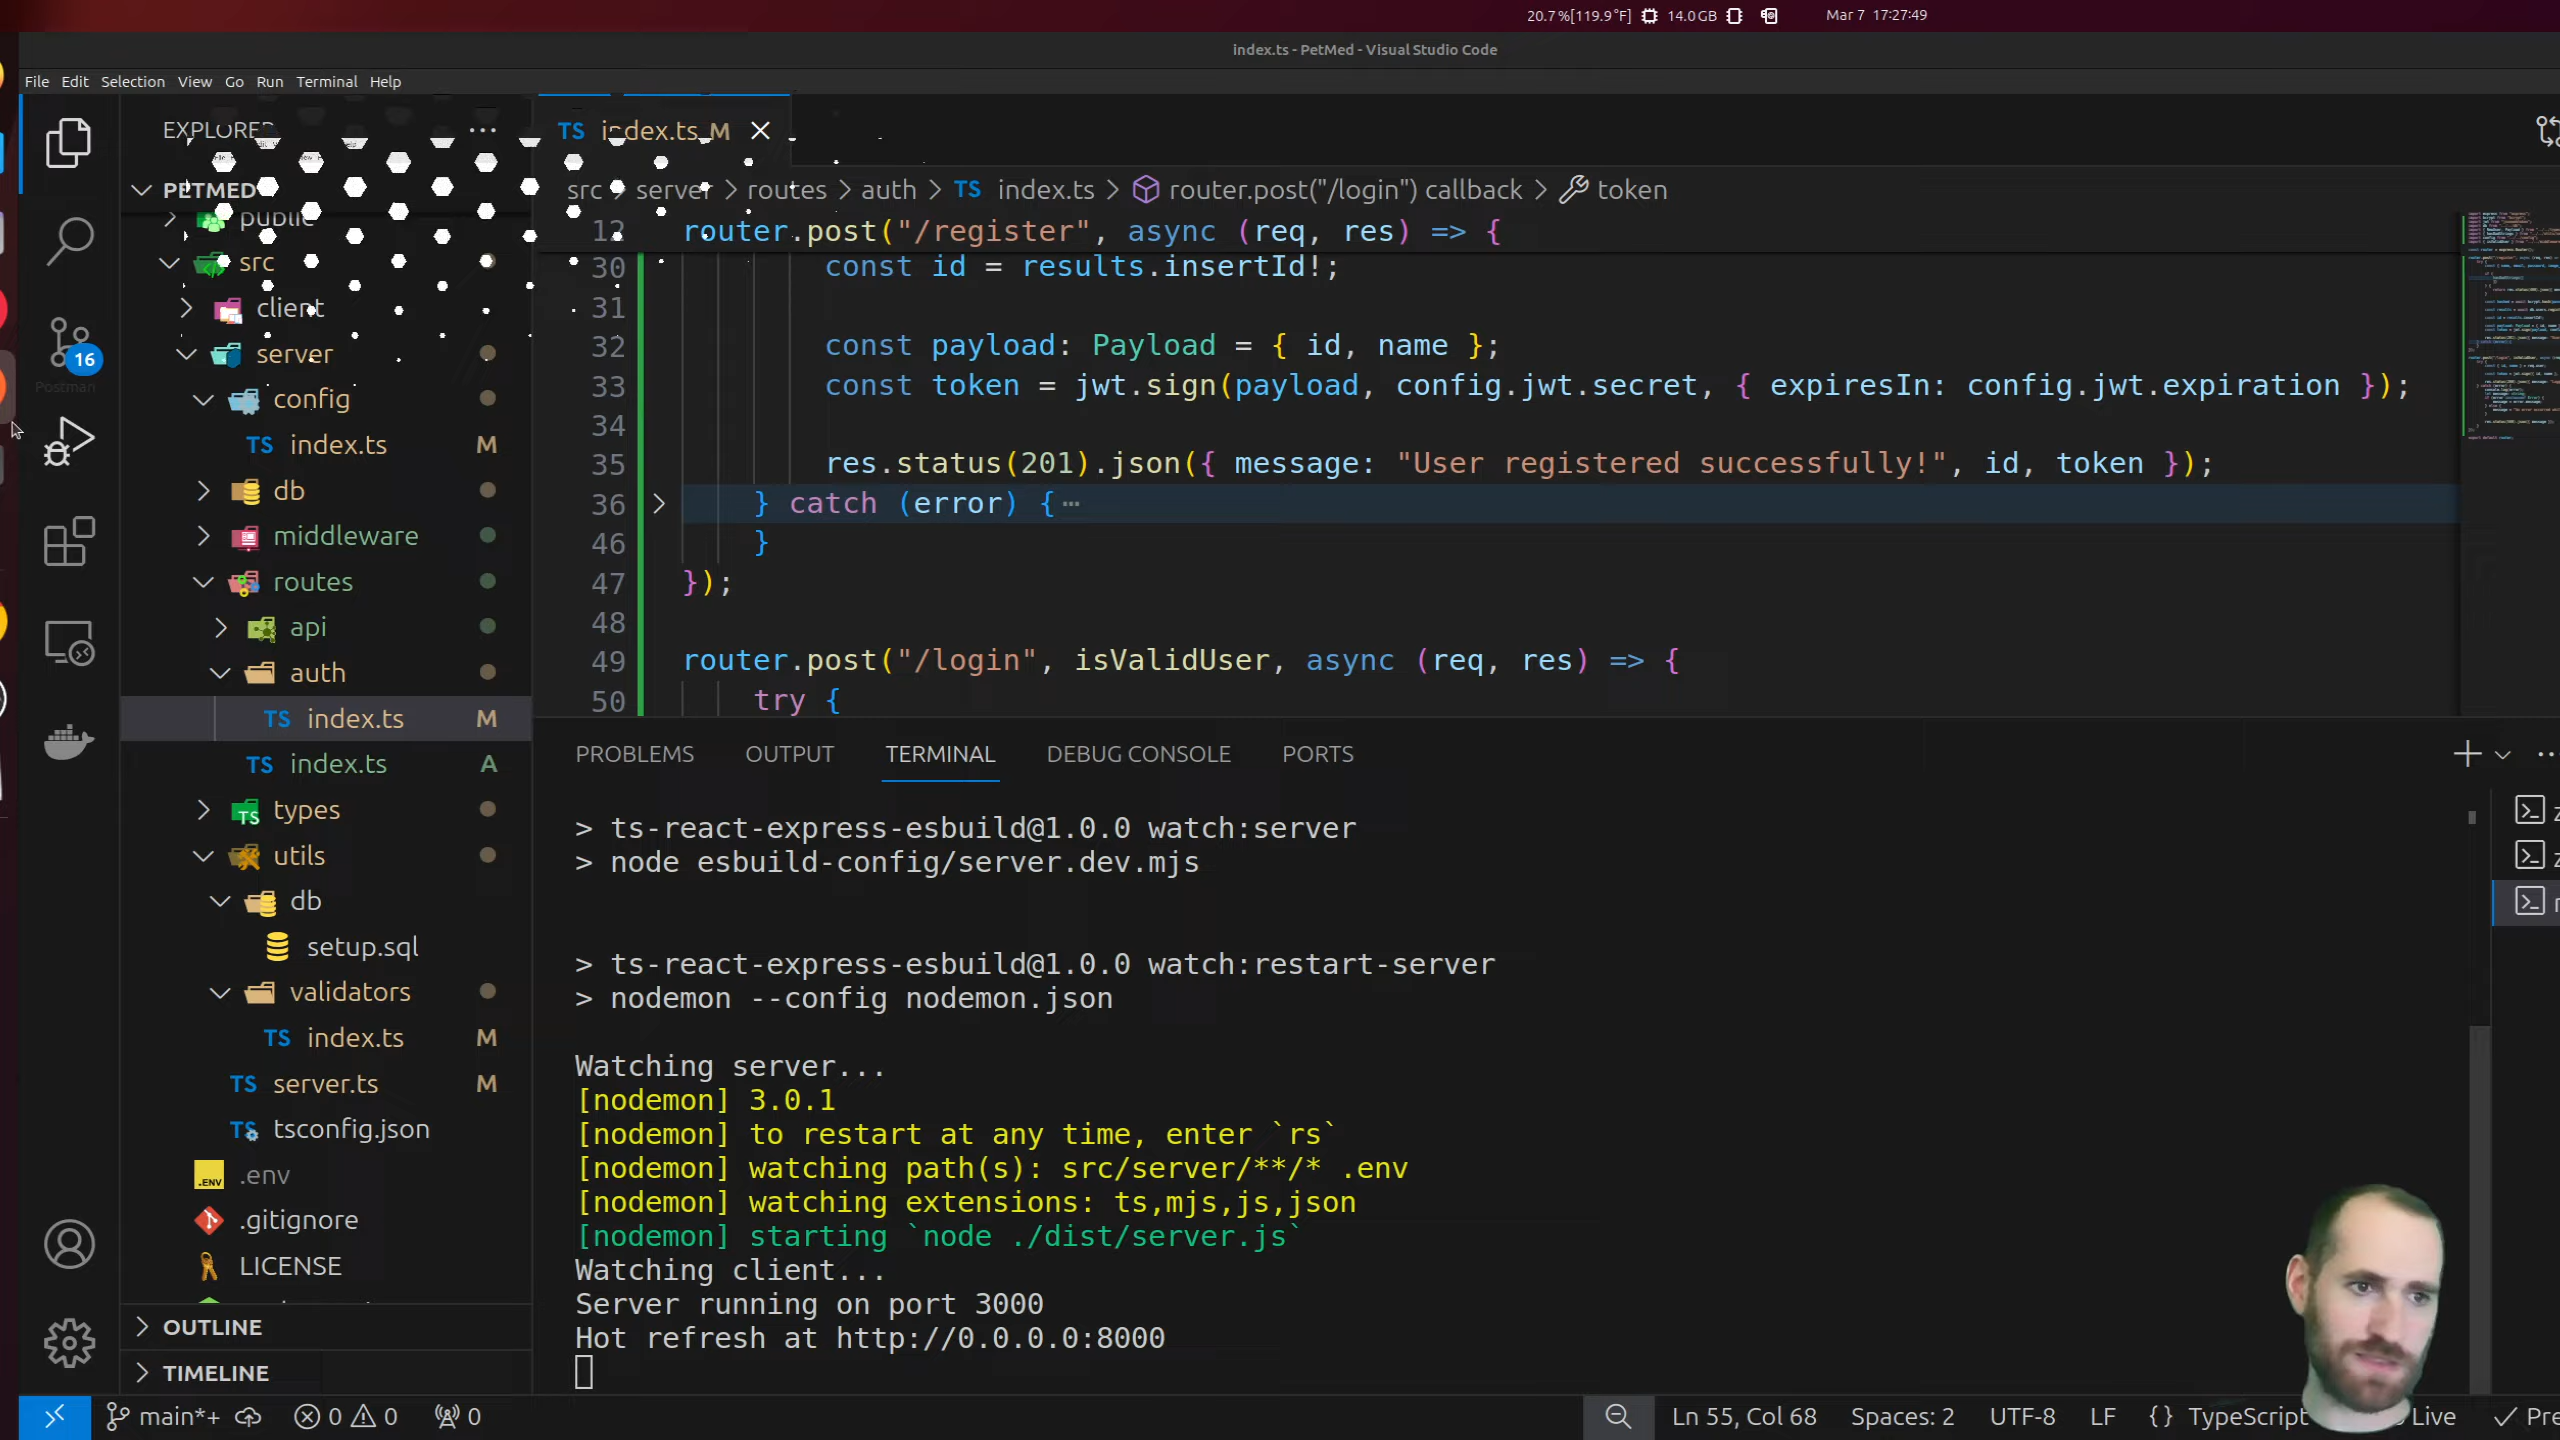 20.7%[119.9°F] 14.0GB Mar 7 17:27:49
index.ts - PetMed - Visual Studio Code
File Edit Selection View Go Run Terminal Help
EXPLORER
PETMED
public
src
client
server
config
index.ts M
db
middleware
routes
api
auth
index.ts M
index.ts A
types
utils
db
setup.sql
validators
index.ts M
server.ts M
tsconfig.json
.env
.gitignore
LICENSE
OUTLINE
TIMELINE
16
Postman
TS index.ts M
src > server > routes > auth > TS index.ts > router.post("/login") callback > token
12 router.post("/register", async (req, res) => {
30 const id = results.insertId!;
31
32 const payload: Payload = { id, name };
33 const token = jwt.sign(payload, config.jwt.secret, { expiresIn: config.jwt.expiration });
34
35 res.status(201).json({ message: "User registered successfully!", id, token });
36 } catch (error) {…
46 }
47 });
48
49 router.post("/login", isValidUser, async (req, res) => {
50 try {
PROBLEMS OUTPUT TERMINAL DEBUG CONSOLE PORTS
> ts-react-express-esbuild@1.0.0 watch:server
> node esbuild-config/server.dev.mjs
> ts-react-express-esbuild@1.0.0 watch:restart-server
> nodemon --config nodemon.json
Watching server...
[nodemon] 3.0.1
[nodemon] to restart at any time, enter `rs`
[nodemon] watching path(s): src/server/**/* .env
[nodemon] watching extensions: ts,mjs,js,json
[nodemon] starting `node ./dist/server.js`
Watching client...
Server running on port 3000
Hot refresh at http://0.0.0.0:8000
main*+ 0 0 0 Ln 55, Col 68 Spaces: 2 UTF-8 LF {} TypeScript Live